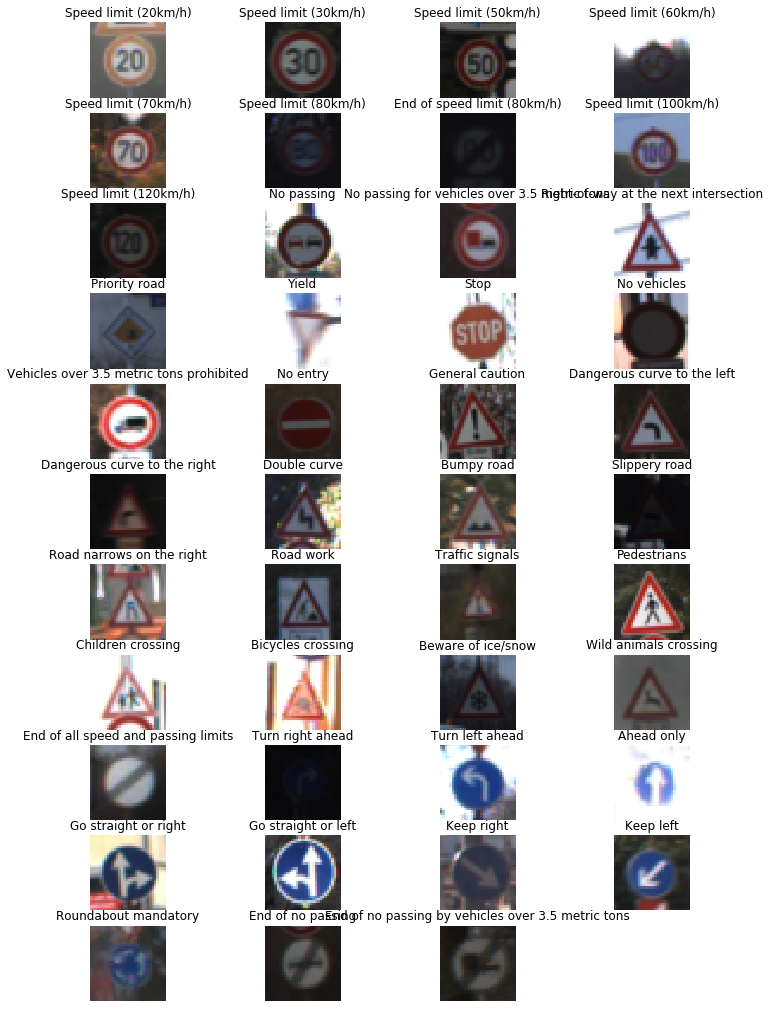 Speed limit (20km/h) Speed limit (30km/h) Speed limit (50km/h) Speed limit (60km/h)
20 30 50
Speed limit (70km/h) Speed limit (80km/h) End of speed limit (80km/h) Speed limit (100km/h)
70 100
Speed limit (120km/h) No passing No passing for vehicles over 3.5 metric tons Right-of-way at the next intersection
120
Priority road Yield Stop No vehicles
STOP
Vehicles over 3.5 metric tons prohibited No entry General caution Dangerous curve to the left
Dangerous curve to the right Double curve Bumpy road Slippery road
Road narrows on the right Road work Traffic signals Pedestrians
Children crossing Bicycles crossing Beware of ice/snow Wild animals crossing
End of all speed and passing limits Turn right ahead Turn left ahead Ahead only
Go straight or right Go straight or left Keep right Keep left
Roundabout mandatory End of no passing End of no passing by vehicles over 3.5 metric tons